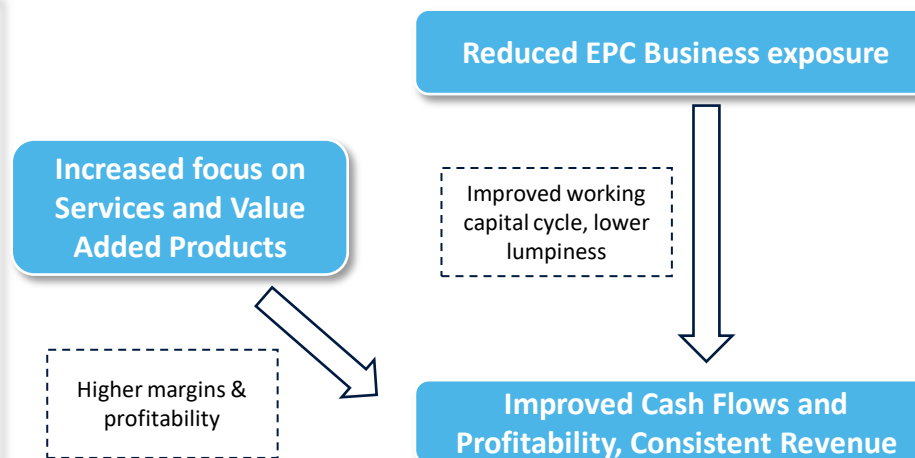 Reduced EPC Business exposure
Increased focus on
Services and Value
Added Products
Improved working
capital cycle, lower
lumpiness
Higher margins &
profitability
Improved Cash Flows and
Profitability, Consistent Revenue